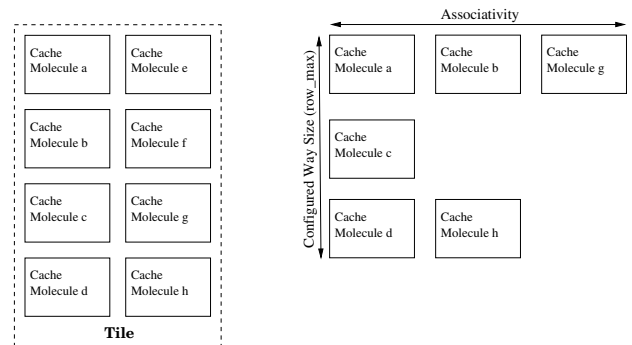 Cache
Molecule a
Cache
Molecule e
Cache
Molecule b
Cache
Molecule f
Cache
Molecule c
Cache
Molecule g
Cache
Molecule d
Cache
Molecule h
Tile
Associativity
Configured Way Size (row_max)
Cache
Molecule a
Cache
Molecule b
Cache
Molecule g
Cache
Molecule c
Cache
Molecule d
Cache
Molecule h